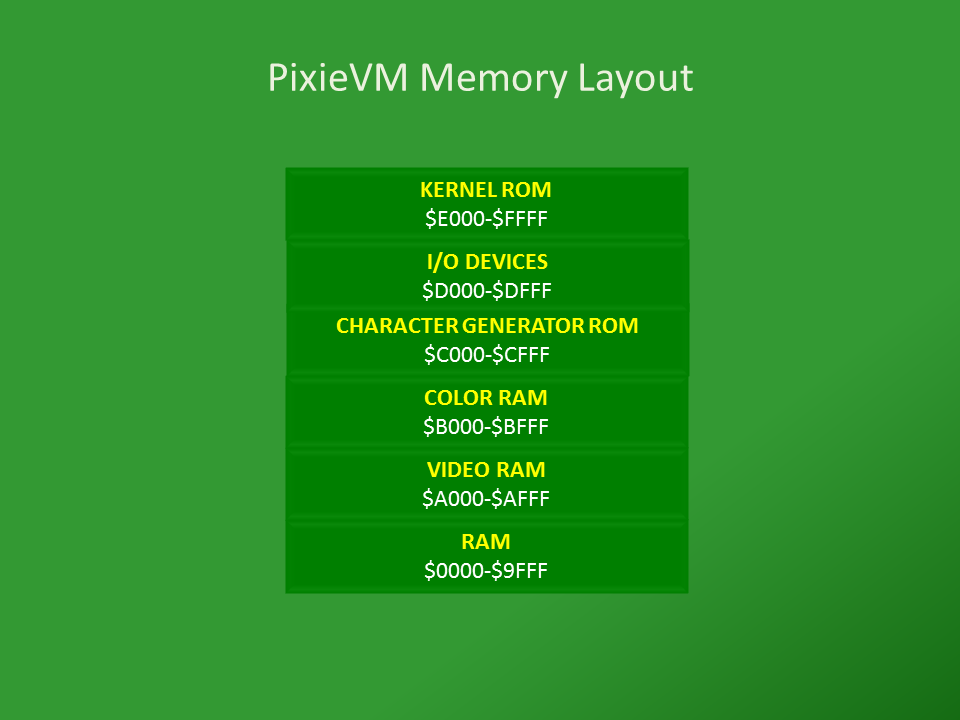 PixieVM Memory Layout
KERNEL ROM
$E000-$FFFF
I/O DEVICES
$D000-$DFFF
CHARACTER GENERATOR ROM
$C000-$CFFF
COLOR RAM
$B000-$BFFF
VIDEO RAM
$A000-$AFFF
RAM
$0000-$9FFF